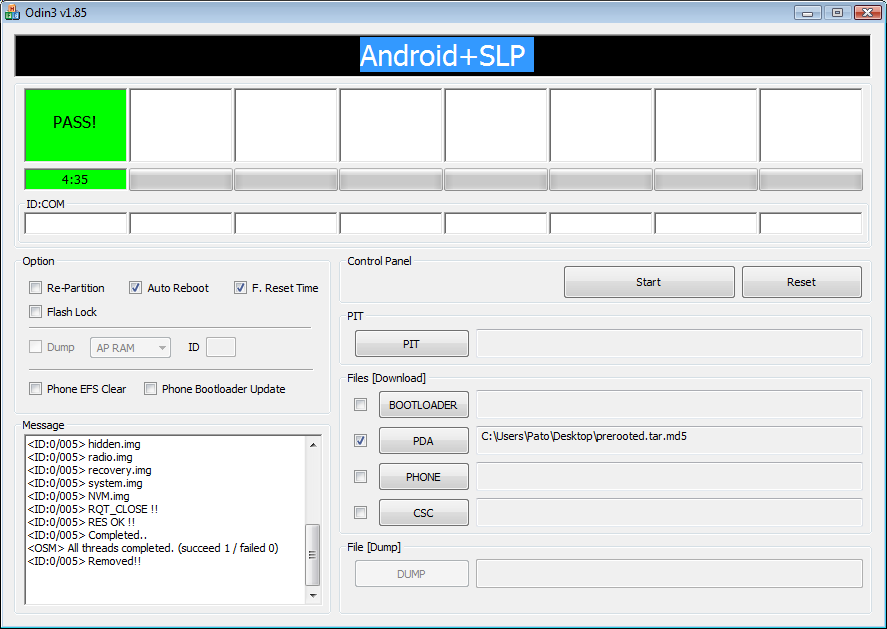 Odin3 v1.85
Android+SLP
PASS!
4:35
ID:COM
Option
Re-Partition Auto Reboot F. Reset Time
Flash Lock
Dump AP RAM ID
Phone EFS Clear Phone Bootloader Update
Message
<ID:0/005> hidden.img
<ID:0/005> radio.img
<ID:0/005> recovery.img
<ID:0/005> system.img
<ID:0/005> NVM.img
<ID:0/005> RQT_CLOSE !!
<ID:0/005> RES OK !!
<ID:0/005> Completed..
<OSM> All threads completed. (succeed 1 / failed 0)
<ID:0/005> Removed!!
Control Panel
Start Reset
PIT
PIT
Files [Download]
BOOTLOADER
PDA C:\Users\Pato\Desktop\prerooted.tar.md5
PHONE
CSC
File [Dump]
DUMP